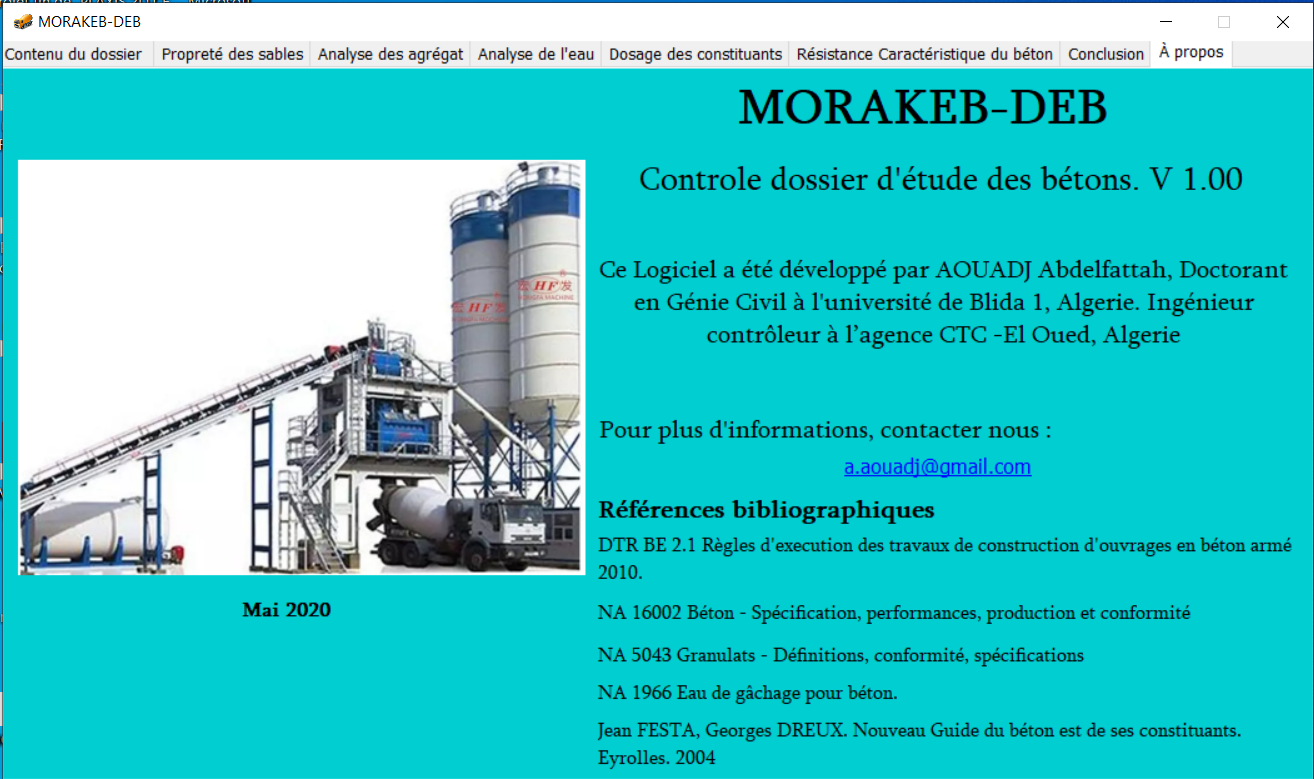 MORAKEB-DEB
Contenu du dossier
Propreté des sables
Analyse des agrégat
Analyse de l'eau
Dosage des constituants
Résistance Caractéristique du béton
Conclusion
À propos
MORAKEB-DEB
Controle dossier d'étude des bétons. V 1.00
Ce Logiciel a été développé par AOUADJ Abdelfattah, Doctorant
en Génie Civil à l'université de Blida 1, Algerie. Ingénieur
contrôleur à l’agence CTC -El Oued, Algerie
HF
HF
Pour plus d'informations, contacter nous :
a.aouadj@gmail.com
Références bibliographiques
DTR BE 2.1 Règles d'execution des travaux de construction d'ouvrages en béton armé
2010.
Mai 2020
NA 16002 Béton - Spécification, performances, production et conformité
NA 5043 Granulats - Définitions, conformité, spécifications
NA 1966 Eau de gâchage pour béton.
Jean FESTA, Georges DREUX. Nouveau Guide du béton est de ses constituants.
Eyrolles. 2004